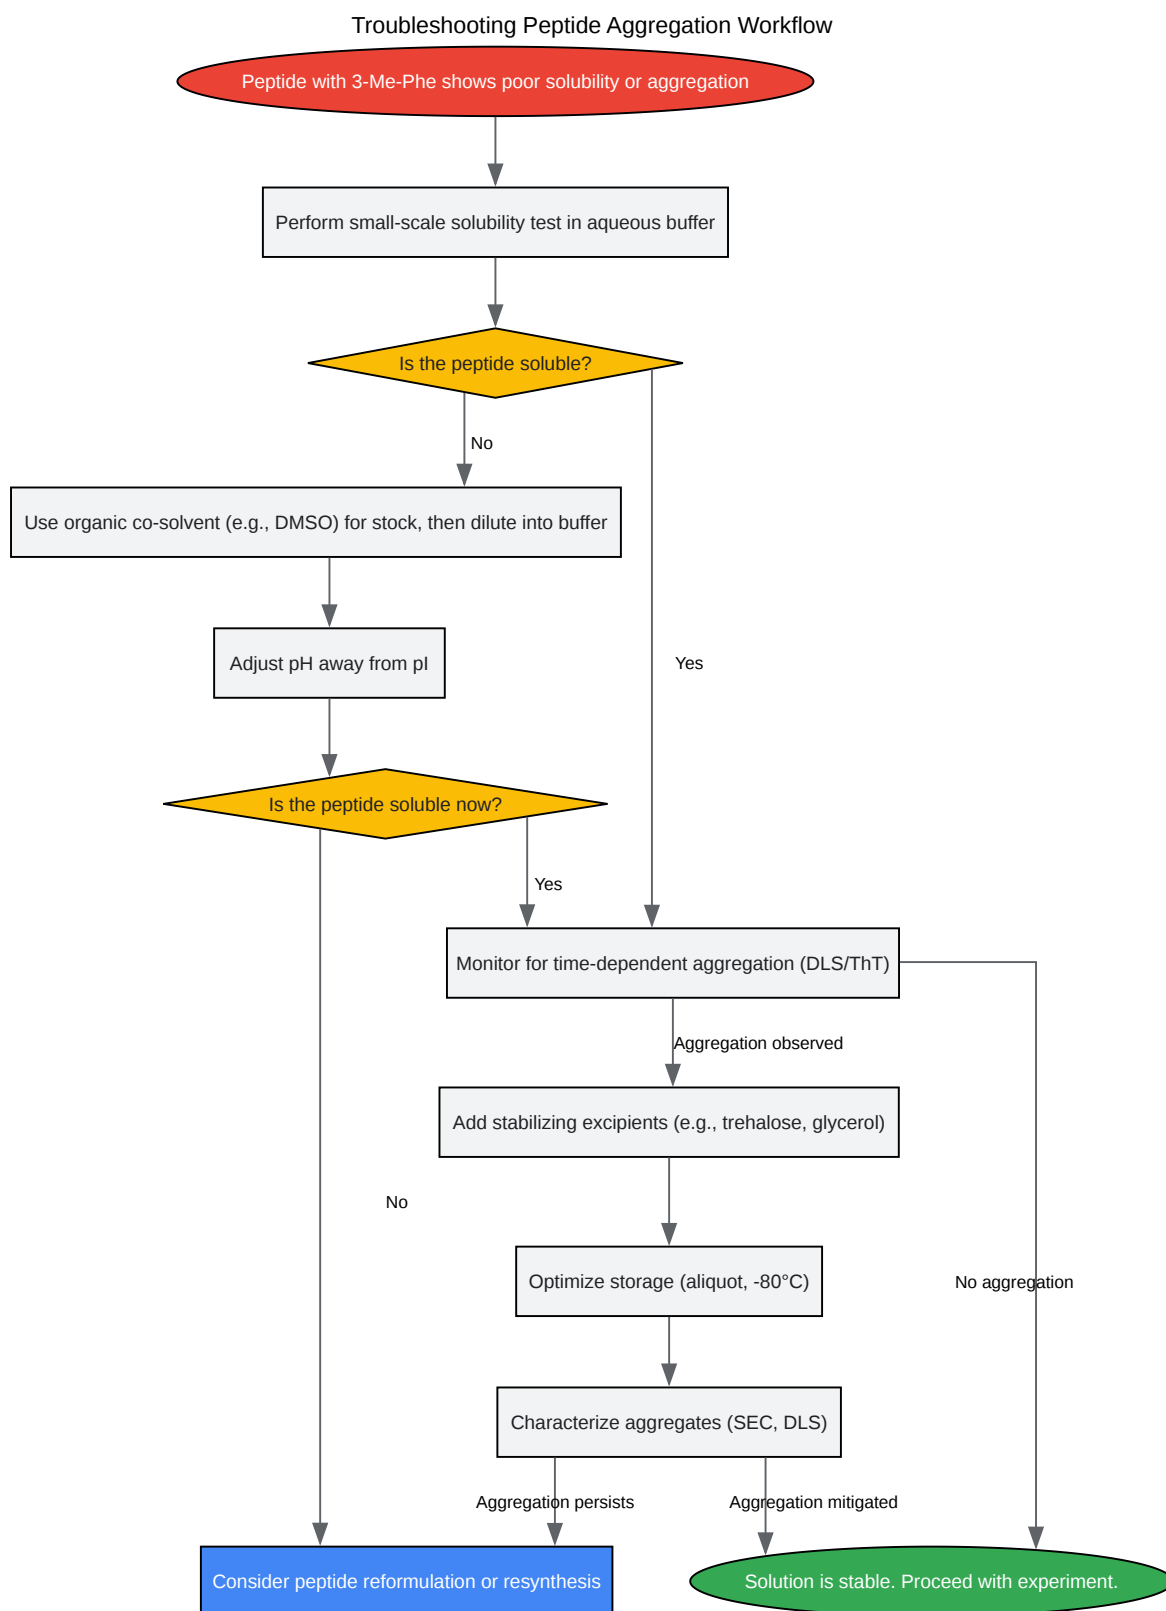 Troubleshooting Peptide Aggregation Workflow
Peptide with 3-Me-Phe shows poor solubility or aggregation
Perform small-scale solubility test in aqueous buffer
Is the peptide soluble?
No
Use organic co-solvent (e.g., DMSO) for stock, then dilute into buffer
Adjust pH away from pI
Yes
Is the peptide soluble now?
Yes
Monitor for time-dependent aggregation (DLS/ThT)
Aggregation observed
Add stabilizing excipients (e.g., trehalose, glycerol)
No
Optimize storage (aliquot, -80°C)
No aggregation
Characterize aggregates (SEC, DLS)
Aggregation persists
Aggregation mitigated
Consider peptide reformulation or resynthesis
Solution is stable. Proceed with experiment.